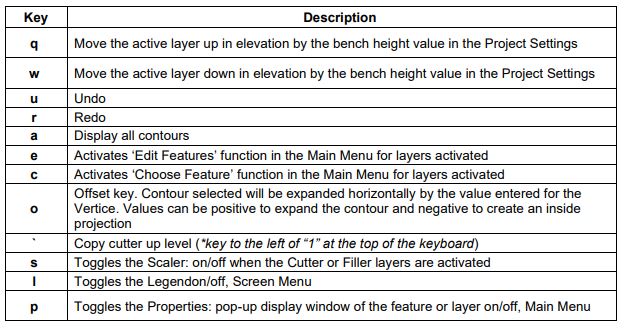 Key Description
q Move the active layer up in elevation by the bench height value in the Project Settings
w Move the active layer down in elevation by the bench height value in the Project Settings
u Undo
r Redo
a Display all contours
e Activates ‘Edit Features’ function in the Main Menu for layers activated
c Activates ‘Choose Feature’ function in the Main Menu for layers activated
o Offset key. Contour selected will be expanded horizontally by the value entered for the
Vertice. Values can be positive to expand the contour and negative to create an inside
projection
` Copy cutter up level (*key to the left of “1” at the top of the keyboard)
s Toggles the Scaler: on/off when the Cutter or Filler layers are activated
l Toggles the Legendon/off, Screen Menu
p Toggles the Properties: pop-up display window of the feature or layer on/off, Main Menu